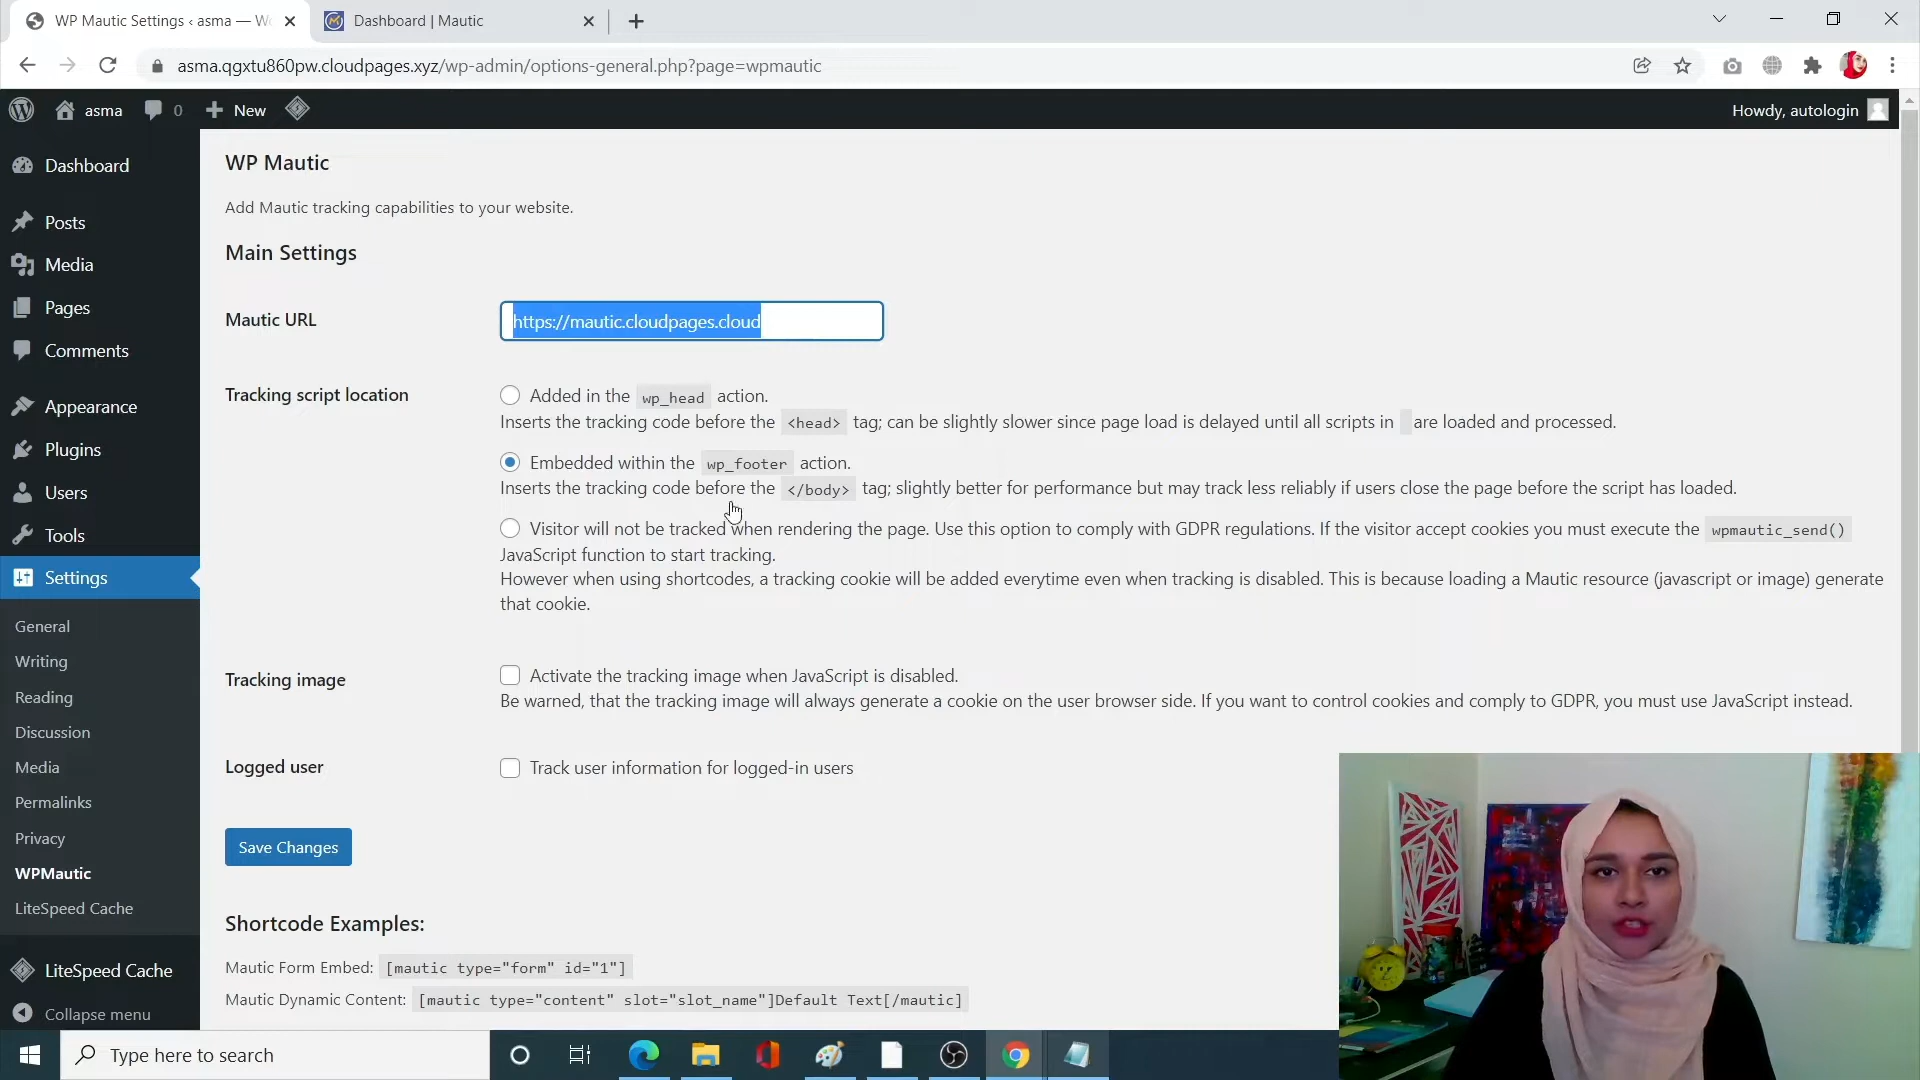 WP Mautic Settings ‹ asma — W
Dashboard | Mautic
asma.qgxtu860pw.cloudpages.xyz/wp-admin/options-general.php?page=wpmautic
asma
0
New
Howdy, autologin
Dashboard
Posts
Media
Pages
Comments
Appearance
Plugins
Users
Tools
Settings
General
Writing
Reading
Discussion
Media
Permalinks
Privacy
WPMautic
LiteSpeed Cache
LiteSpeed Cache
Collapse menu
WP Mautic
Add Mautic tracking capabilities to your website.
Main Settings
Mautic URL
https://mautic.cloudpages.cloud
Tracking script location
Added in the wp_head action.
Inserts the tracking code before the <head> tag; can be slightly slower since page load is delayed until all scripts in are loaded and processed.
Embedded within the wp_footer action.
Inserts the tracking code before the </body> tag; slightly better for performance but may track less reliably if users close the page before the script has loaded.
Visitor will not be tracked when rendering the page. Use this option to comply with GDPR regulations. If the visitor accept cookies you must execute the wpmautic_send()
JavaScript function to start tracking.
However when using shortcodes, a tracking cookie will be added everytime even when tracking is disabled. This is because loading a Mautic resource (javascript or image) generate
that cookie.
Tracking image
Activate the tracking image when JavaScript is disabled.
Be warned, that the tracking image will always generate a cookie on the user browser side. If you want to control cookies and comply to GDPR, you must use JavaScript instead.
Logged user
Track user information for logged-in users
Save Changes
Shortcode Examples:
Mautic Form Embed: [mautic type="form" id="1"]
Mautic Dynamic Content: [mautic type="content" slot="slot_name"]Default Text[/mautic]
Type here to search